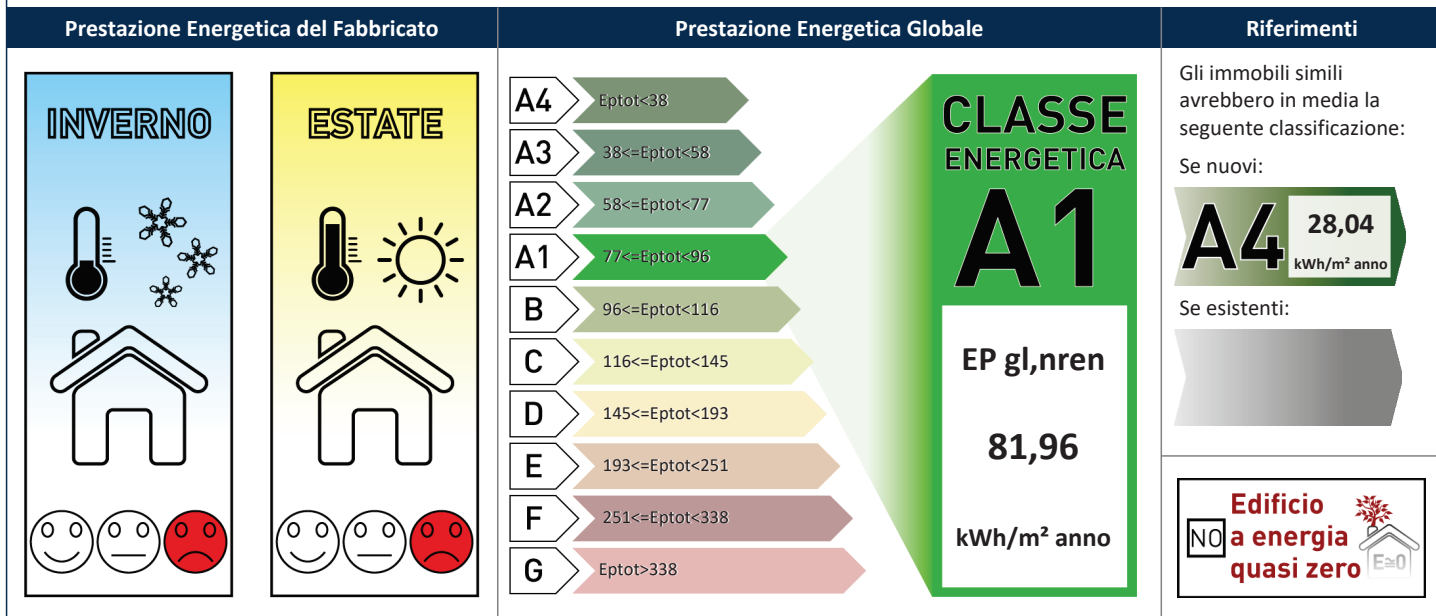 Prestazione Energetica del Fabbricato
Prestazione Energetica Globale
Riferimenti
INVERNO
ESTATE
A4
Eptot<38
A3
38<=Eptot<58
A2
58<=Eptot<77
A1
77<=Eptot<96
B
96<=Eptot<116
C
116<=Eptot<145
D
145<=Eptot<193
E
193<=Eptot<251
F
251<=Eptot<338
G
Eptot>338
CLASSE
ENERGETICA
A1
EP gl,nren
81,96
kWh/m² anno
Gli immobili simili
avrebbero in media la
seguente classificazione:
Se nuovi:
A4
28,04
kWh/m² anno
Se esistenti:
NO
Edificio
a energia
quasi zero
E≅0